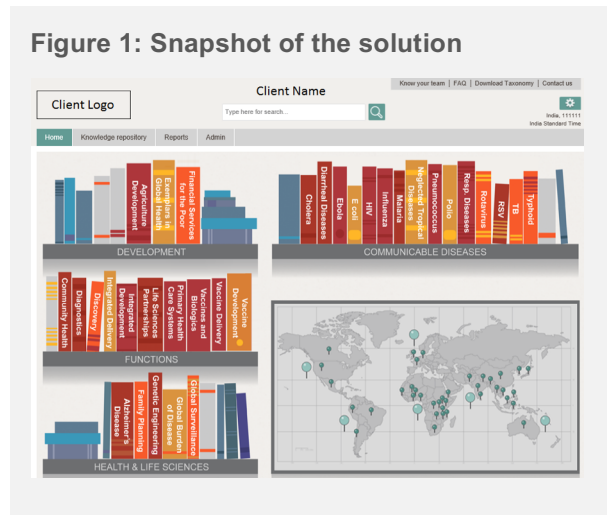 Figure 1: Snapshot of the solution
Know your team | FAQ | Download Taxonomy | Contact us
Client Logo
Client Name
Type here for search...
India, 111111
India Standard Time
Home
Knowledge repository
Reports
Admin
Agriculture Development
Exemplars in Global Health
Financial Services for the Poor
DEVELOPMENT
Cholera
Diarrheal Diseases
Ebola
E coli
HIV
Influenza
Malaria
Neglected Tropical Diseases
Pneumococcus
Polio
Resp. Diseases
Rotavirus
RSV
TB
Typhoid
COMMUNICABLE DISEASES
Community Health
Diagnostics
Discovery
Integrated Delivery
Integrated Development
Life Sciences Partnerships
Primary Health Care Systems
Vaccines and Biologics
Vaccine Delivery
Vaccine Development
FUNCTIONS
Alzheimer's Disease
Family Planning
Genetic Engineering
Global Burden of Disease
Global Surveillance
HEALTH & LIFE SCIENCES